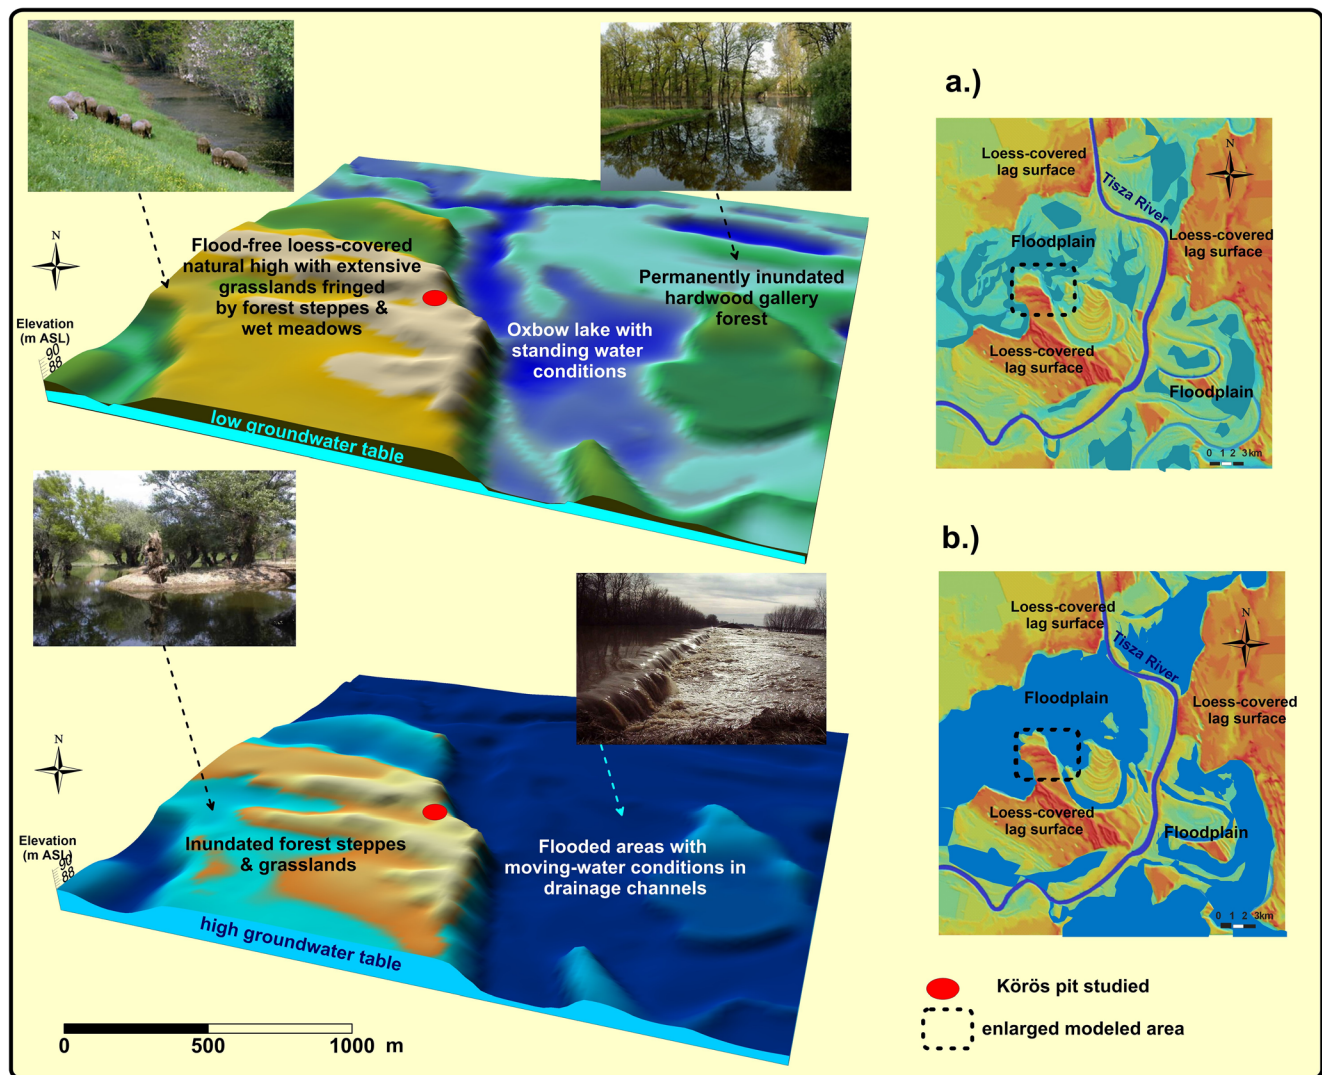 a.)
N
Loess-covered
lag surface
Tisza River
Loess-covered
lag surface
Floodplain
Loess-covered
lag surface
Floodplain
0 1 2 3km
N
Elevation
(m ASL)
90
88
Flood-free loess-covered
natural high with extensive
grasslands fringed
by forest steppes &
wet meadows
Permanently inundated
hardwood gallery
forest
Oxbow lake with
standing water
conditions
low groundwater table
b.)
N
Loess-covered
lag surface
Tisza River
Floodplain
Loess-covered
lag surface
Loess-covered
lag surface
Floodplain
0 1 2 3km
N
Elevation
(m ASL)
90
88
Inundated forest steppes
& grasslands
Flooded areas with
moving-water conditions in
drainage channels
high groundwater table
Körös pit studied
enlarged modeled area
0 500 1000 m